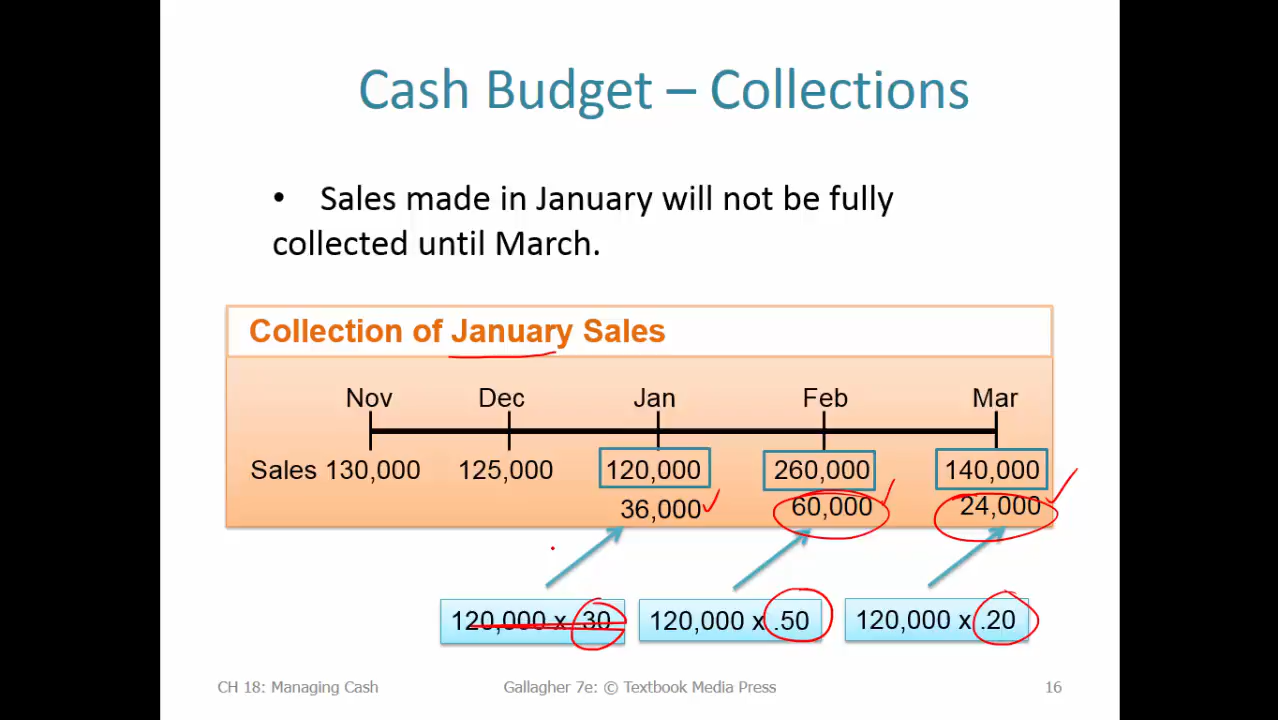 Cash Budget – Collections
• Sales made in January will not be fully
collected until March.
Collection of January Sales
Nov Dec Jan Feb Mar
Sales 130,000 125,000 120,000 260,000 140,000
36,000 60,000 24,000
120,000 x .30 120,000 x .50 120,000 x .20
CH 18: Managing Cash Gallagher 7e: © Textbook Media Press 16